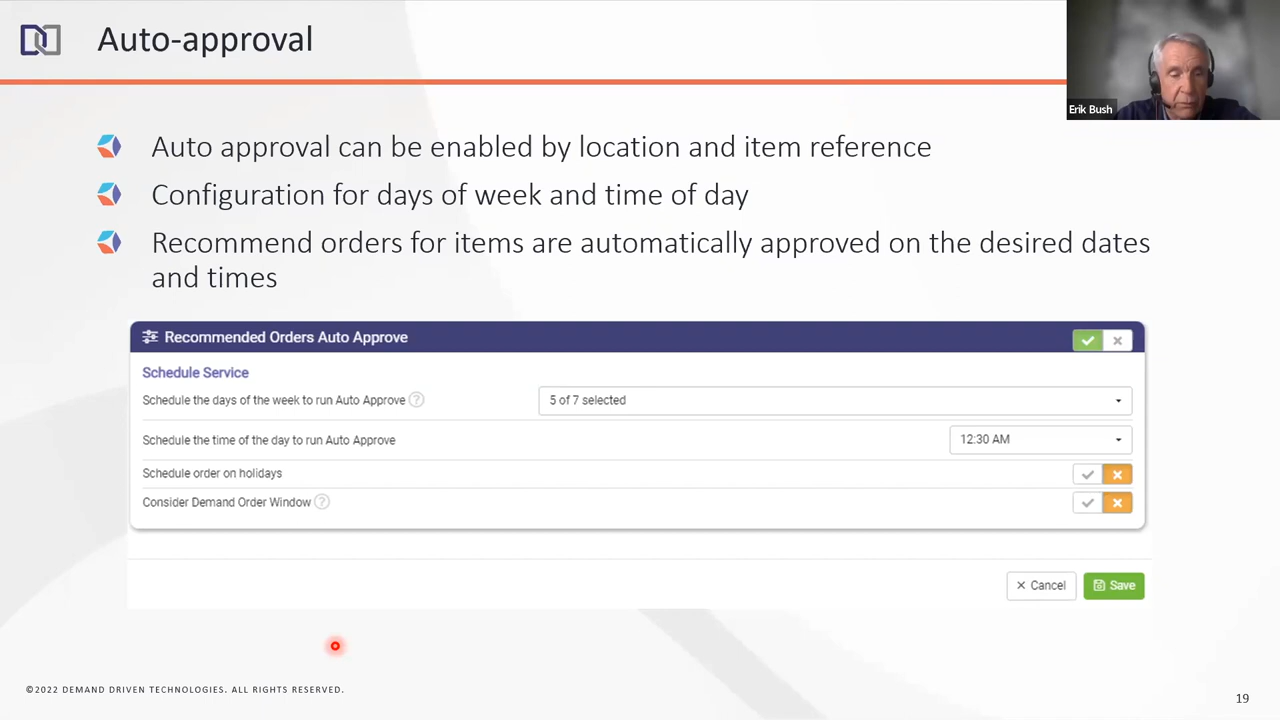 Auto-approval
Erik Bush
Auto approval can be enabled by location and item reference
Configuration for days of week and time of day
Recommend orders for items are automatically approved on the desired dates
and times
Recommended Orders Auto Approve
Schedule Service
Schedule the days of the week to run Auto Approve ?
5 of 7 selected
Schedule the time of the day to run Auto Approve
12:30 AM
Schedule order on holidays
Consider Demand Order Window ?
× Cancel
Save
©2022 DEMAND DRIVEN TECHNOLOGIES. ALL RIGHTS RESERVED.
19